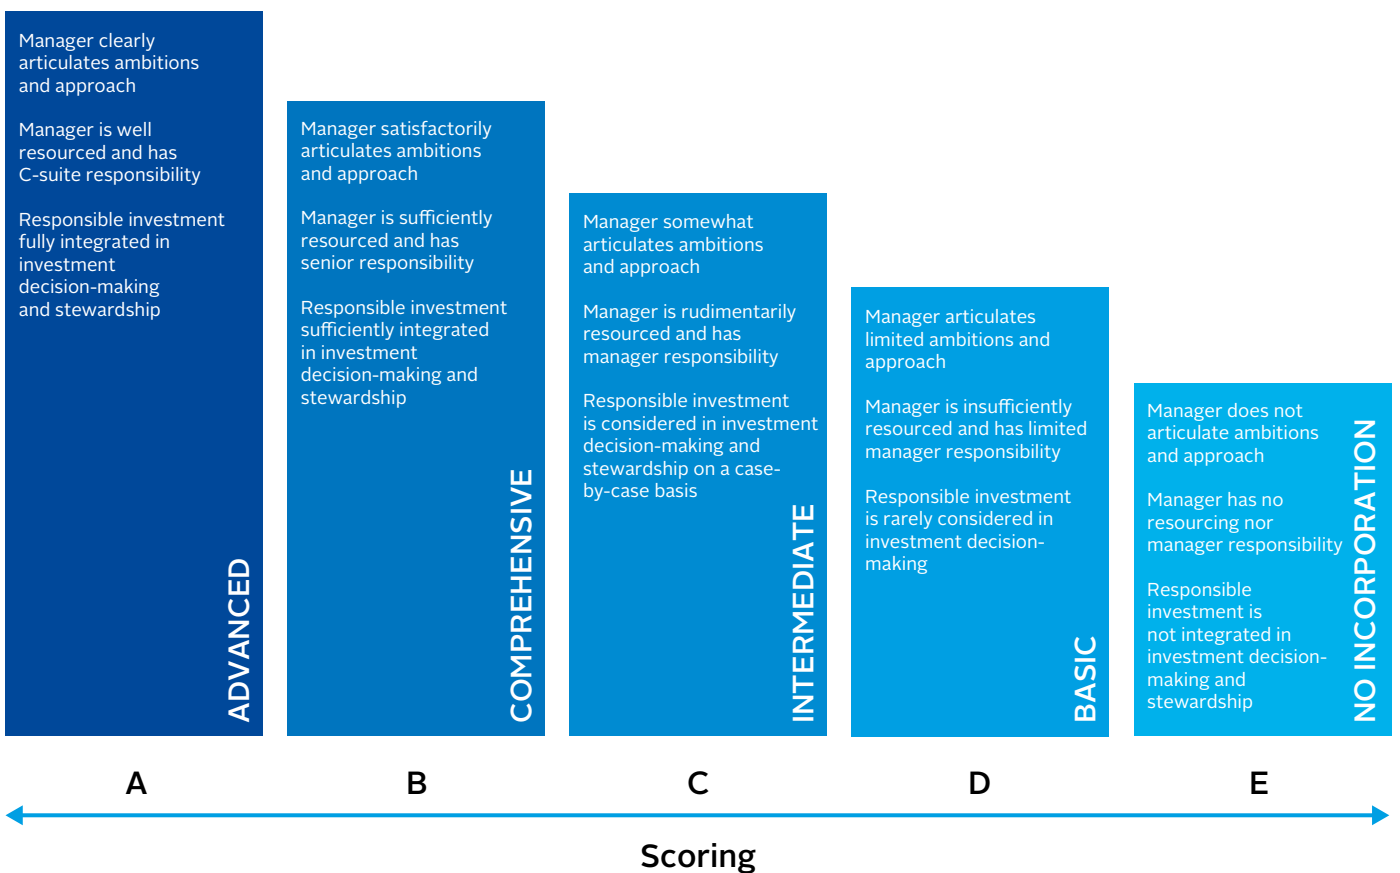 Manager clearly
articulates ambitions
and approach
Manager is well
resourced and has
C-suite responsibility
Responsible investment
fully integrated in
investment
decision-making
and stewardship
ADVANCED
Manager satisfactorily
articulates ambitions
and approach
Manager is sufficiently
resourced and has
senior responsibility
Responsible investment
sufficiently integrated
in investment
decision-making and
stewardship
COMPREHENSIVE
Manager somewhat
articulates ambitions
and approach
Manager is rudimentarily
resourced and has
manager responsibility
Responsible investment
is considered in investment
decision-making and
stewardship on a case-
by-case basis
INTERMEDIATE
Manager articulates
limited ambitions and
approach
Manager is insufficiently
resourced and has limited
manager responsibility
Responsible investment
is rarely considered in
investment decision-
making
BASIC
Manager does not
articulate ambitions
and approach
Manager has no
resourcing nor
manager responsibility
Responsible
investment is
not integrated in
investment decision-
making and
stewardship
NO INCORPORATION
A
B
C
D
E
Scoring